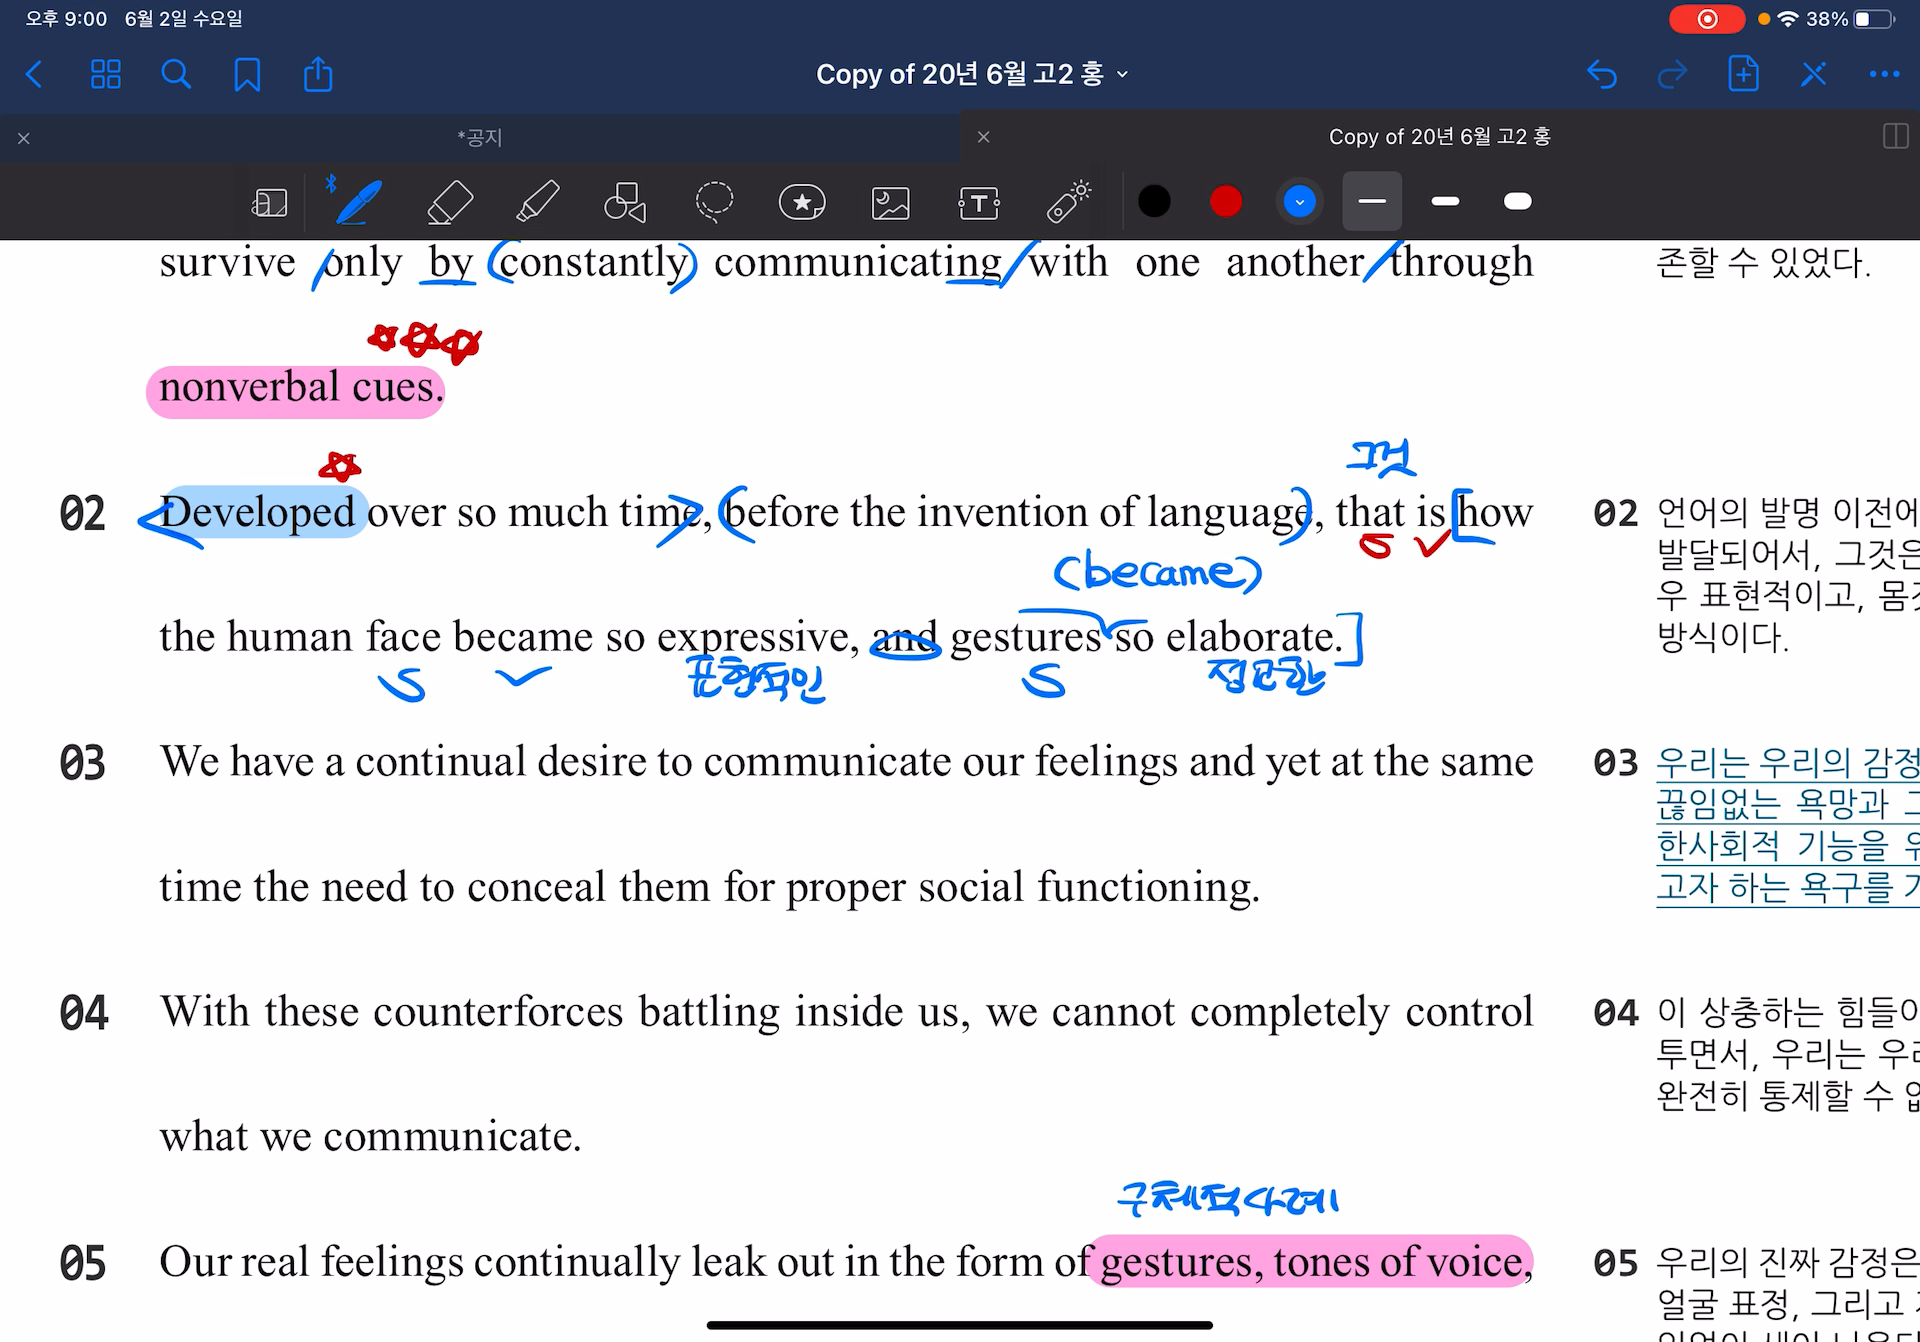 오후 9:00 6월 2일 수요일
38%
Copy of 20년 6월 고2 홍
*공지
Copy of 20년 6월 고2 홍
T
survive only by constantly communicating with one another through
존할 수 있었다.
nonverbal cues.
그것
02 Developed over so much time, before the invention of language), that is [how
S
(became)
the human face became so expressive, and gestures so elaborate.]
S 표현적인 S 정교한
02 언어의 발명 이전에
발달되어서, 그것은
우 표현적이고, 몸
방식이다.
03 We have a continual desire to communicate our feelings and yet at the same
time the need to conceal them for proper social functioning.
03 우리는 우리의 감정
끊임없는 욕망과
한사회적 기능을
고자 하는 욕구를
04 With these counterforces battling inside us, we cannot completely control
what we communicate.
04 이 상충하는 힘들이
투면서, 우리는
완전히 통제할 수
구체적 사례
05 Our real feelings continually leak out in the form of gestures, tones of voice,
05 우리의 진짜 감정은
얼굴 표정, 그리고